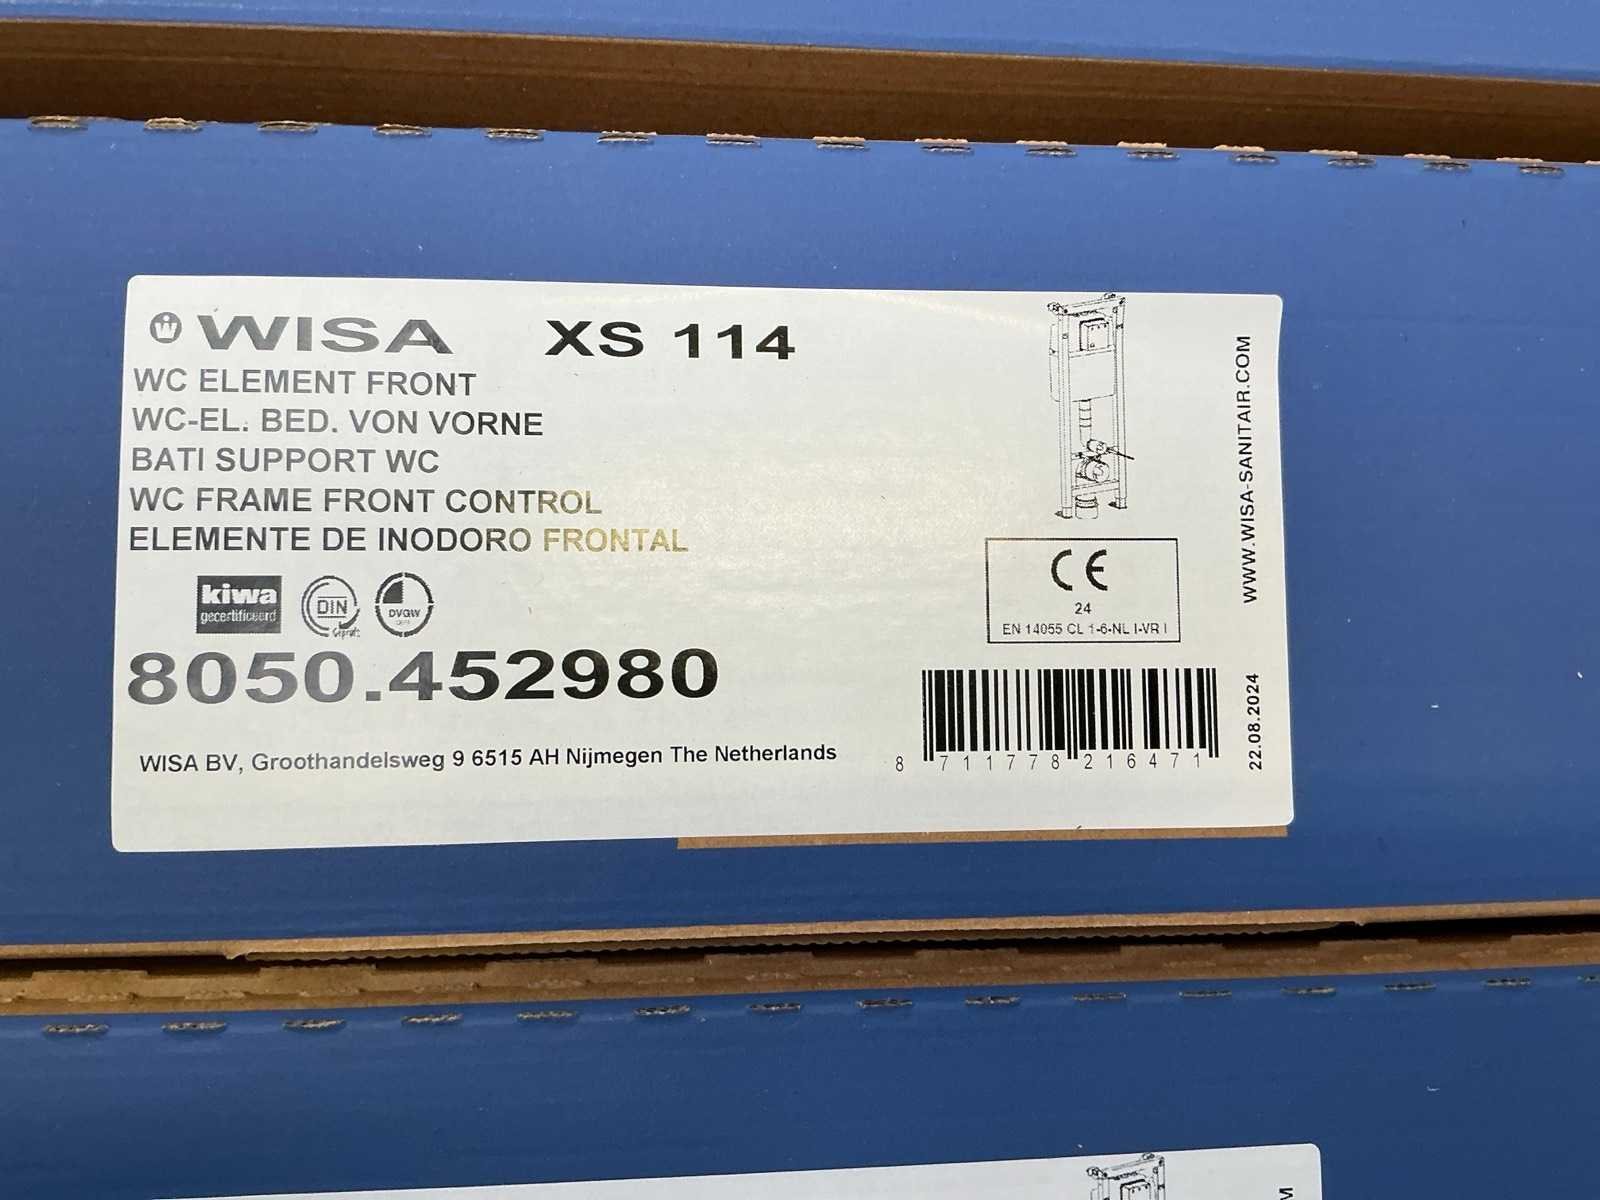 WISA XS 114
WC ELEMENT FRONT
WC-EL. BED. VON VORNE
BATI SUPPORT WC
WC FRAME FRONT CONTROL
ELEMENTE DE INODORO FRONTAL
kiwa
gecertificeerd
DIN
Geprüft
DVGW
CERT
8050.452980
WISA BV, Groothandelsweg 9 6515 AH Nijmegen The Netherlands
CE
24
EN 14055 CL 1-6-NL I-VR I
8 711778 216471
WWW.WISA-SANITAIR.COM
22.08.2024
M